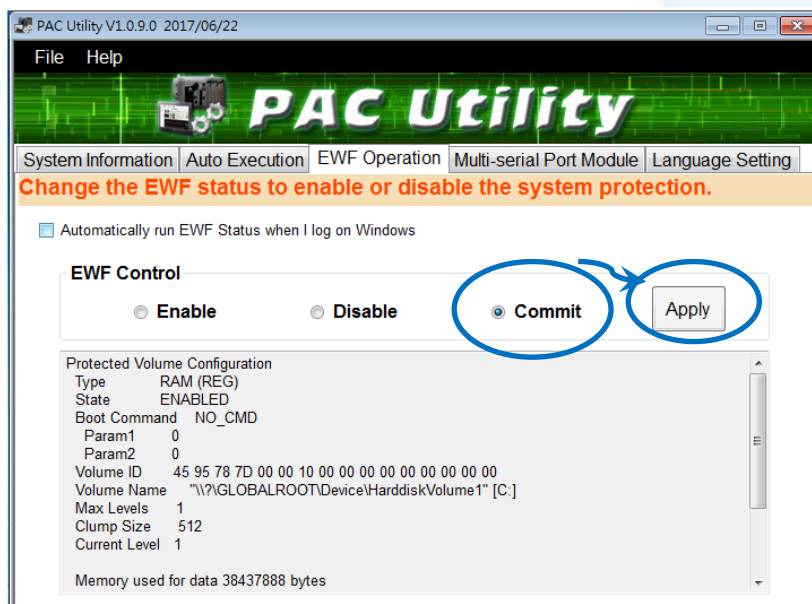 PAC Utility V1.0.9.0 2017/06/22
File Help
PAC Utility
System Information Auto Execution EWF Operation Multi-serial Port Module Language Setting
Change the EWF status to enable or disable the system protection.
Automatically run EWF Status when I log on Windows
EWF Control
Enable Disable Commit Apply
Protected Volume Configuration
Type RAM (REG)
State ENABLED
Boot Command NO_CMD
Param1 0
Param2 0
Volume ID 45 95 78 7D 00 00 10 00 00 00 00 00 00 00 00 00
Volume Name "\\?\GLOBALROOT\Device\HarddiskVolume1" [C:]
Max Levels 1
Clump Size 512
Current Level 1
Memory used for data 38437888 bytes